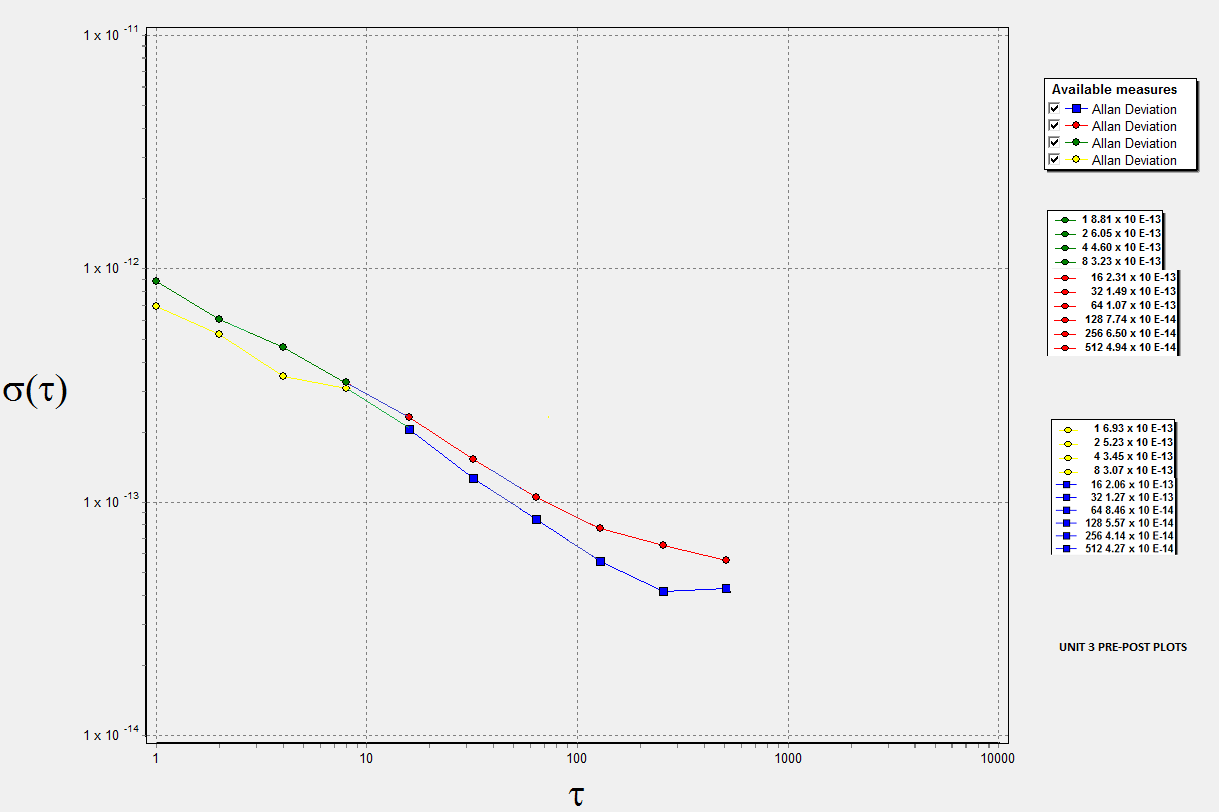 1 x 10 -11
1 x 10 -12
σ(τ)
1 x 10 -13
1 x 10 -14
1 10 100 1000 10000
τ
Available measures
Allan Deviation
Allan Deviation
Allan Deviation
Allan Deviation
1 8.81 x 10 E-13
2 6.05 x 10 E-13
4 4.60 x 10 E-13
8 3.23 x 10 E-13
16 2.31 x 10 E-13
32 1.49 x 10 E-13
64 1.07 x 10 E-13
128 7.74 x 10 E-14
256 6.50 x 10 E-14
512 4.94 x 10 E-14
1 6.93 x 10 E-13
2 5.23 x 10 E-13
4 3.45 x 10 E-13
8 3.07 x 10 E-13
16 2.06 x 10 E-13
32 1.27 x 10 E-13
64 8.46 x 10 E-14
128 5.57 x 10 E-14
256 4.14 x 10 E-14
512 4.27 x 10 E-14
UNIT 3 PRE-POST PLOTS